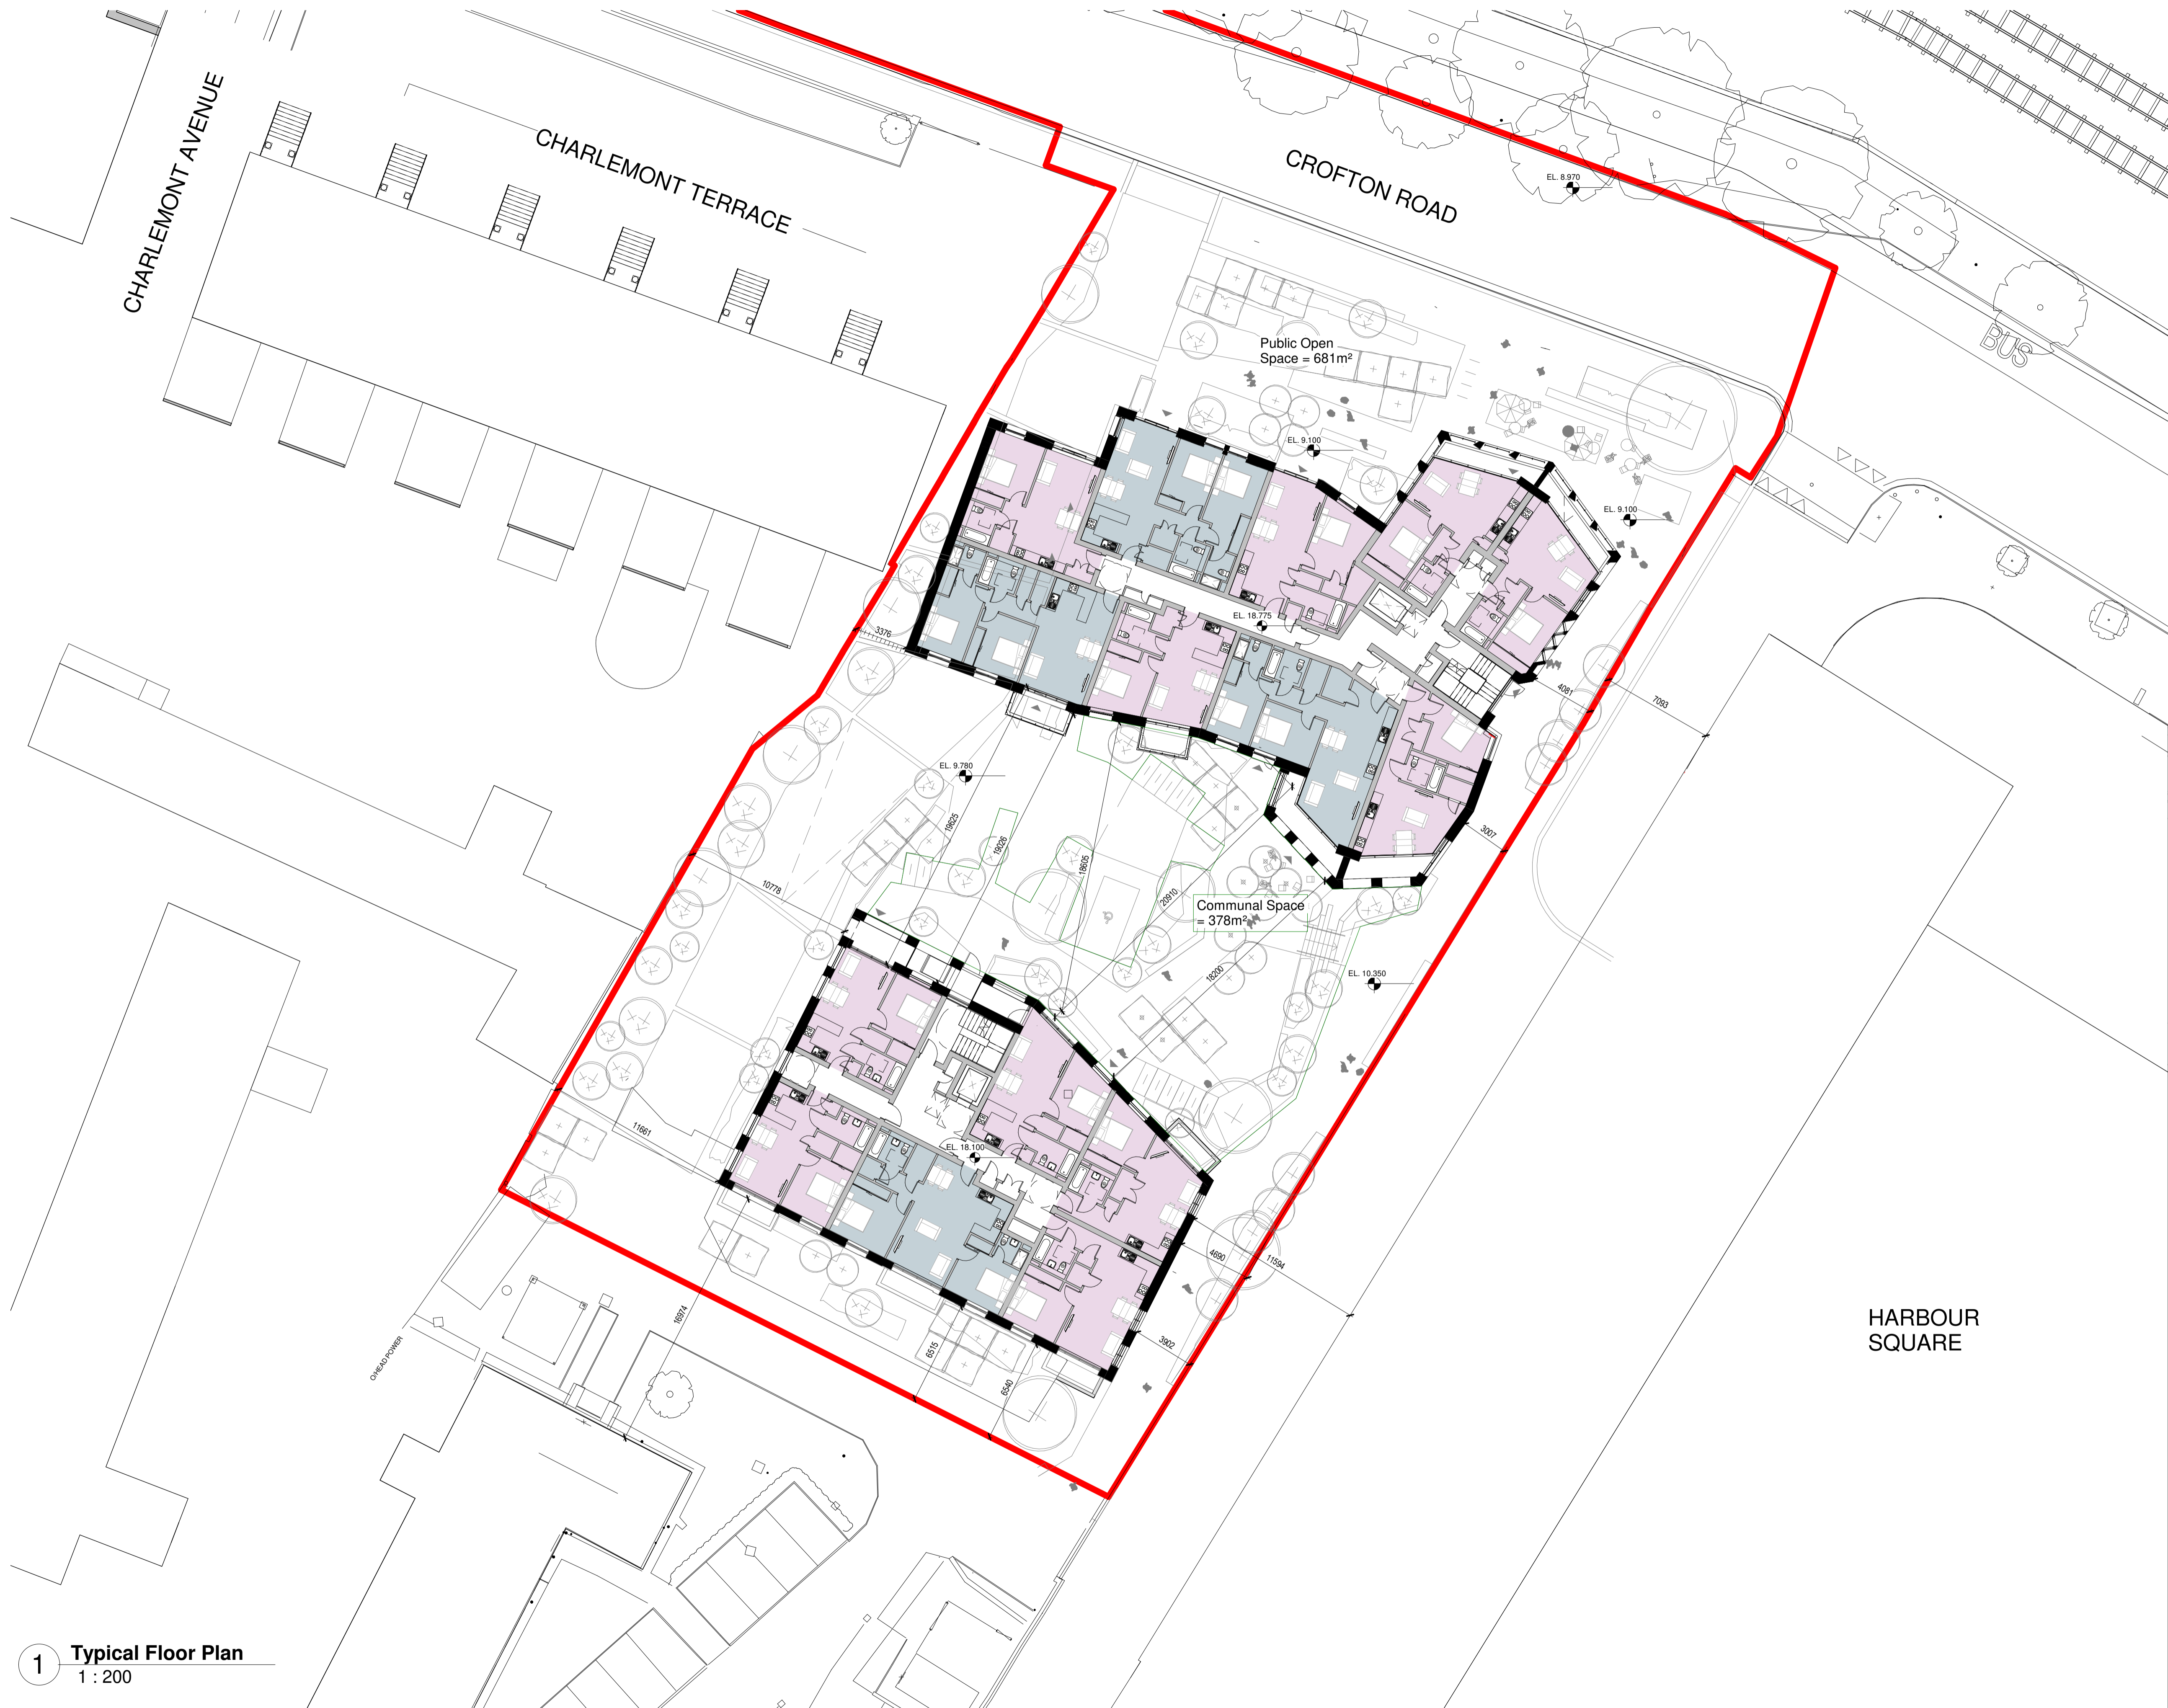 CHARLEMONT AVENUE
CHARLEMONT TERRACE
CROFTON ROAD
EL. 8.970
BUS
Public Open
Space = 681m²
EL. 9.100
EL. 9.100
EL. 18.775
3376
4081
7093
EL. 9.780
19625
19026
18605
20910
3007
10778
Communal Space
= 378m²
18200
EL. 10.350
11661
EL. 18.100
4690
11594
16974
6515
6540
3902
O/HEAD POWER
HARBOUR
SQUARE
1
Typical Floor Plan
1 : 200